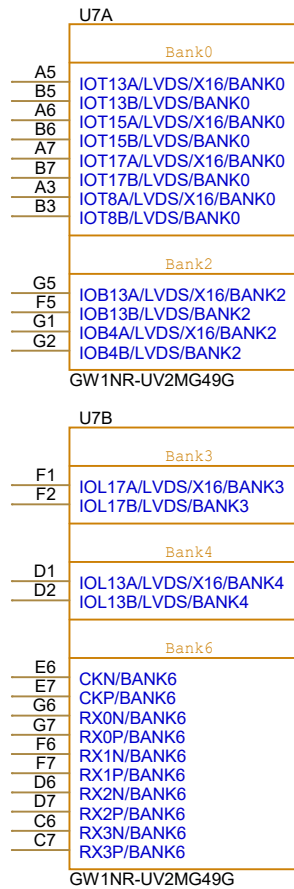 U7A
Bank0
A5 IOT13A/LVDS/X16/BANK0
B5 IOT13B/LVDS/BANK0
A6 IOT15A/LVDS/X16/BANK0
B6 IOT15B/LVDS/BANK0
A7 IOT17A/LVDS/X16/BANK0
B7 IOT17B/LVDS/BANK0
A3 IOT8A/LVDS/X16/BANK0
B3 IOT8B/LVDS/BANK0
Bank2
G5 IOB13A/LVDS/X16/BANK2
F5 IOB13B/LVDS/BANK2
G1 IOB4A/LVDS/X16/BANK2
G2 IOB4B/LVDS/BANK2
GW1NR-UV2MG49G
U7B
Bank3
F1 IOL17A/LVDS/X16/BANK3
F2 IOL17B/LVDS/BANK3
Bank4
D1 IOL13A/LVDS/X16/BANK4
D2 IOL13B/LVDS/BANK4
Bank6
E6 CKN/BANK6
E7 CKP/BANK6
G6 RX0N/BANK6
G7 RX0P/BANK6
F6 RX1N/BANK6
F7 RX1P/BANK6
D6 RX2N/BANK6
D7 RX2P/BANK6
C6 RX3N/BANK6
C7 RX3P/BANK6
GW1NR-UV2MG49G